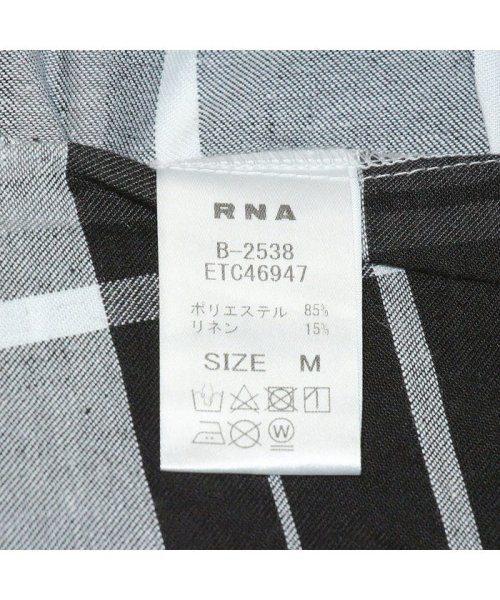 RNA
B-2538
ETC46947
ポリエステル 85%
リネン 15%
SIZE M
W